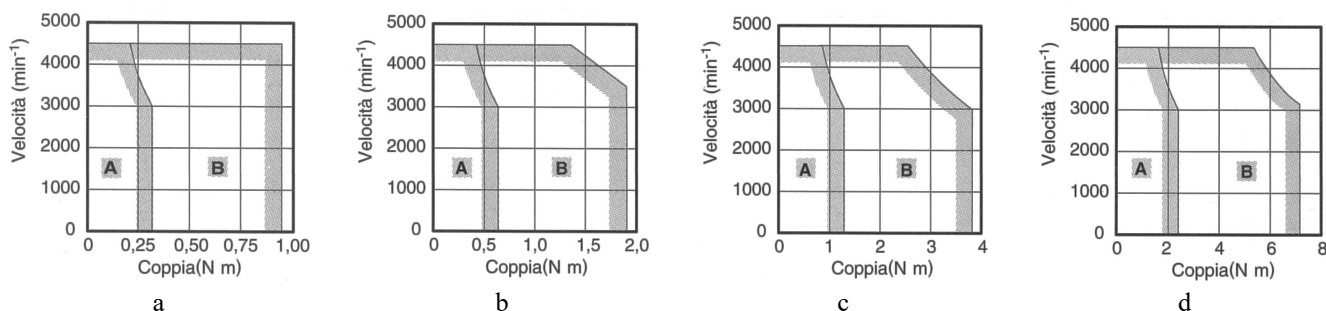 Velocità (min⁻¹)
5000
4000
3000
2000
1000
0
A
B
0 0,25 0,50 0,75 1,00
Coppia(N m)
a
Velocità (min⁻¹)
5000
4000
3000
2000
1000
0
A
B
0 0,5 1,0 1,5 2,0
Coppia(N m)
b
Velocità (min⁻¹)
5000
4000
3000
2000
1000
0
A
B
0 1 2 3 4
Coppia(N m)
c
Velocità (min⁻¹)
5000
4000
3000
2000
1000
0
A
B
0 2 4 6 8
Coppia(N m)
d